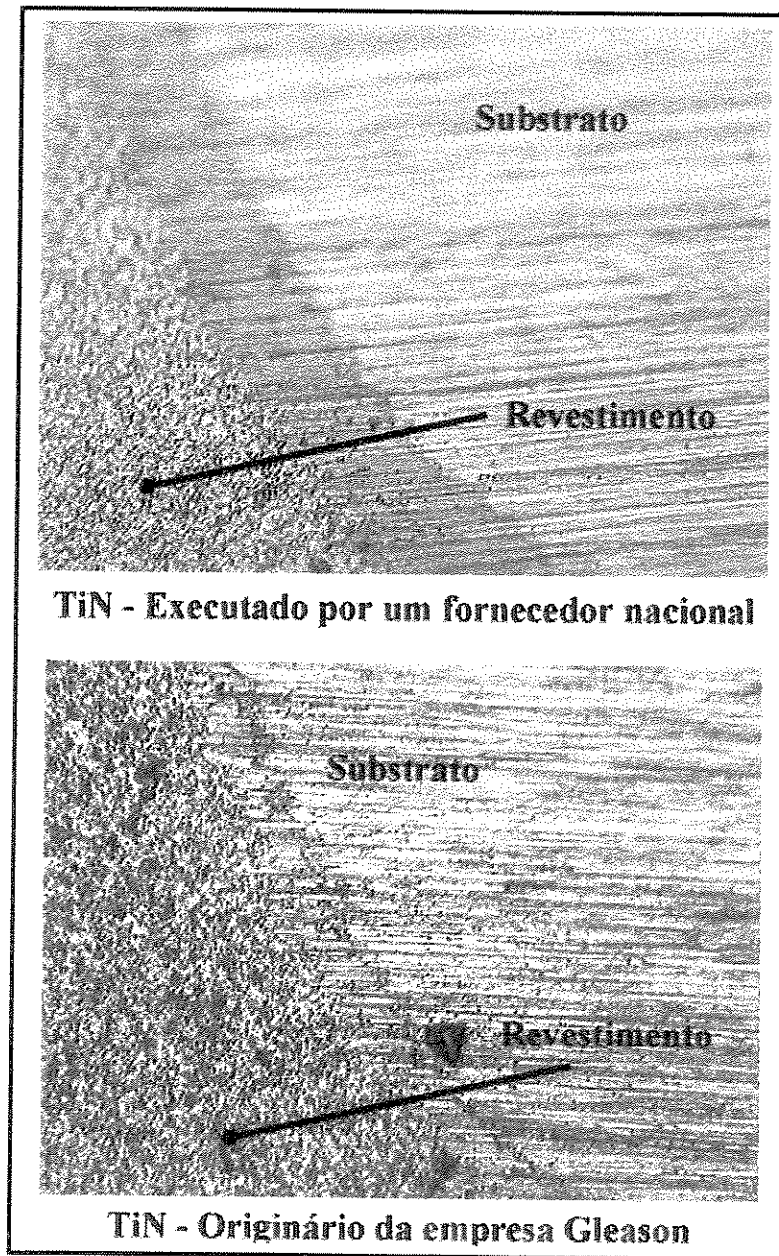 Substrato
Revestimento
TiN - Executado por um fornecedor nacional
Substrato
Revestimento
TiN - Originário da empresa Gleason